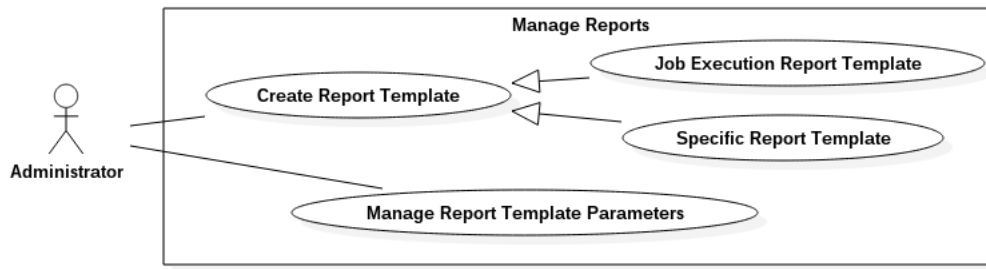 Manage Reports
Job Execution Report Template
Create Report Template
Specific Report Template
Administrator
Manage Report Template Parameters